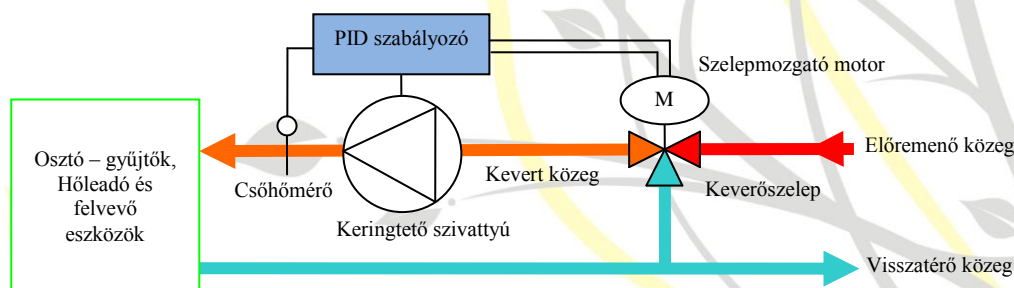 PID szabályozó
Szelepmozgató motor
M
Előremenő közeg
Osztó – gyűjtők,
Hőleadó és
felvevő
eszközök
Csőhőmérő
Kevert közeg
Keverőszelep
Keringtető szivattyú
Visszatérő közeg